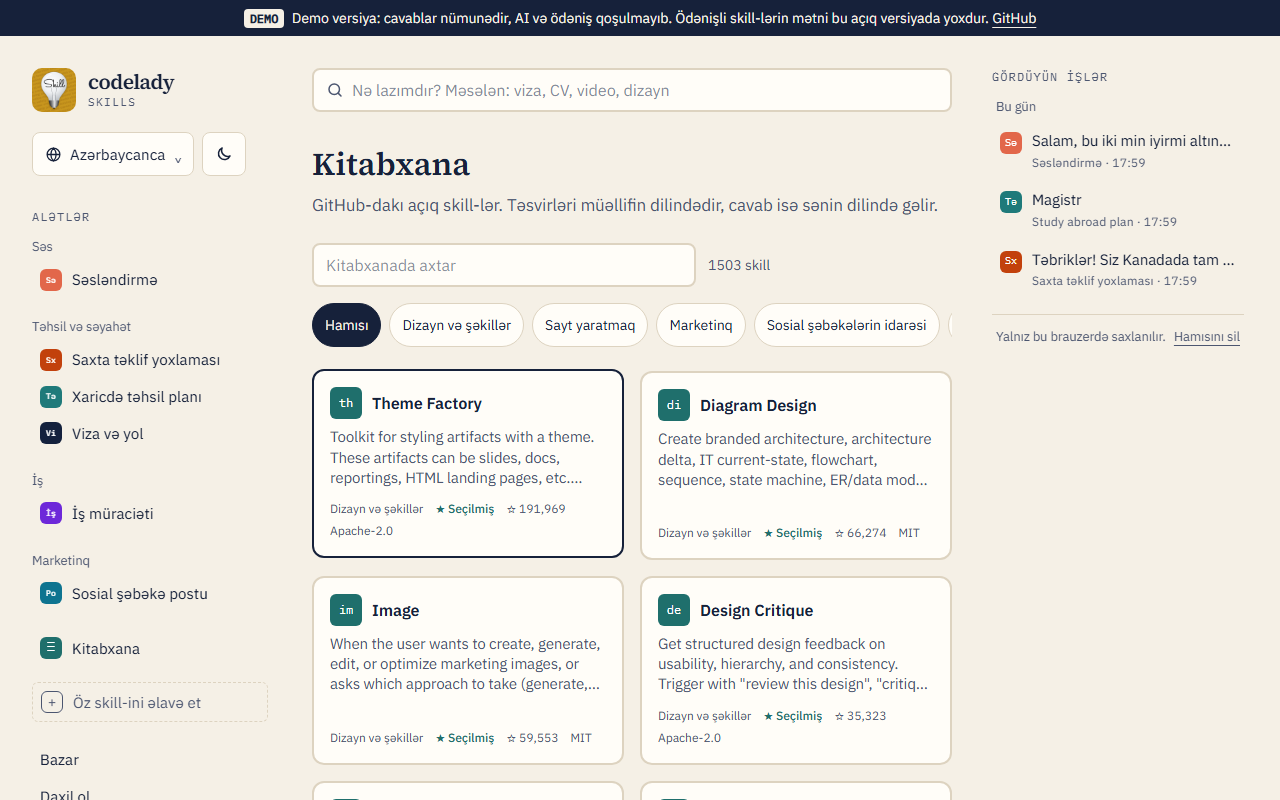 DEMO Demo versiya: cavablar nümunədir, AI və ödəniş qoşulmayıb. Ödənişli skill-lərin mətni bu açıq versiyada yoxdur. GitHub
Skill
codelady
SKILLS
Azərbaycanca
ALƏTLƏR
Səs
Sə Səsləndirmə
Təhsil və səyahət
Sx Saxta təklif yoxlaması
Tə Xaricdə təhsil planı
Vi Viza və yol
İş
İş İş müraciəti
Marketinq
Po Sosial şəbəkə postu
Kitabxana
+ Öz skill-ini əlavə et
Bazar
Daxil ol
Nə lazımdır? Məsələn: viza, CV, video, dizayn
Kitabxana
GitHub-dakı açıq skill-lər. Təsvirləri müəllifin dilindədir, cavab isə sənin dilində gəlir.
Kitabxanada axtar
1503 skill
Hamısı
Dizayn və şəkillər
Sayt yaratmaq
Marketinq
Sosial şəbəkələrin idarəsi
th Theme Factory
Toolkit for styling artifacts with a theme.
These artifacts can be slides, docs,
reportings, HTML landing pages, etc.…
Dizayn və şəkillər ★ Seçilmiş ☆ 191,969
Apache-2.0
di Diagram Design
Create branded architecture, architecture
delta, IT current-state, flowchart,
sequence, state machine, ER/data mod…
Dizayn və şəkillər ★ Seçilmiş ☆ 66,274 MIT
im Image
When the user wants to create, generate,
edit, or optimize marketing images, or
asks which approach to take (generate,…
Dizayn və şəkillər ★ Seçilmiş ☆ 59,553 MIT
de Design Critique
Get structured design feedback on
usability, hierarchy, and consistency.
Trigger with "review this design", "critiq…
Dizayn və şəkillər ★ Seçilmiş ☆ 35,323
Apache-2.0
GÖRDÜYÜN İŞLƏR
Bu gün
Sə Salam, bu iki min iyirmi altın…
Səsləndirmə · 17:59
Tə Magistr
Study abroad plan · 17:59
Sx Təbriklər! Siz Kanadada tam …
Saxta təklif yoxlaması · 17:59
Yalnız bu brauzerdə saxlanılır. Hamısını sil